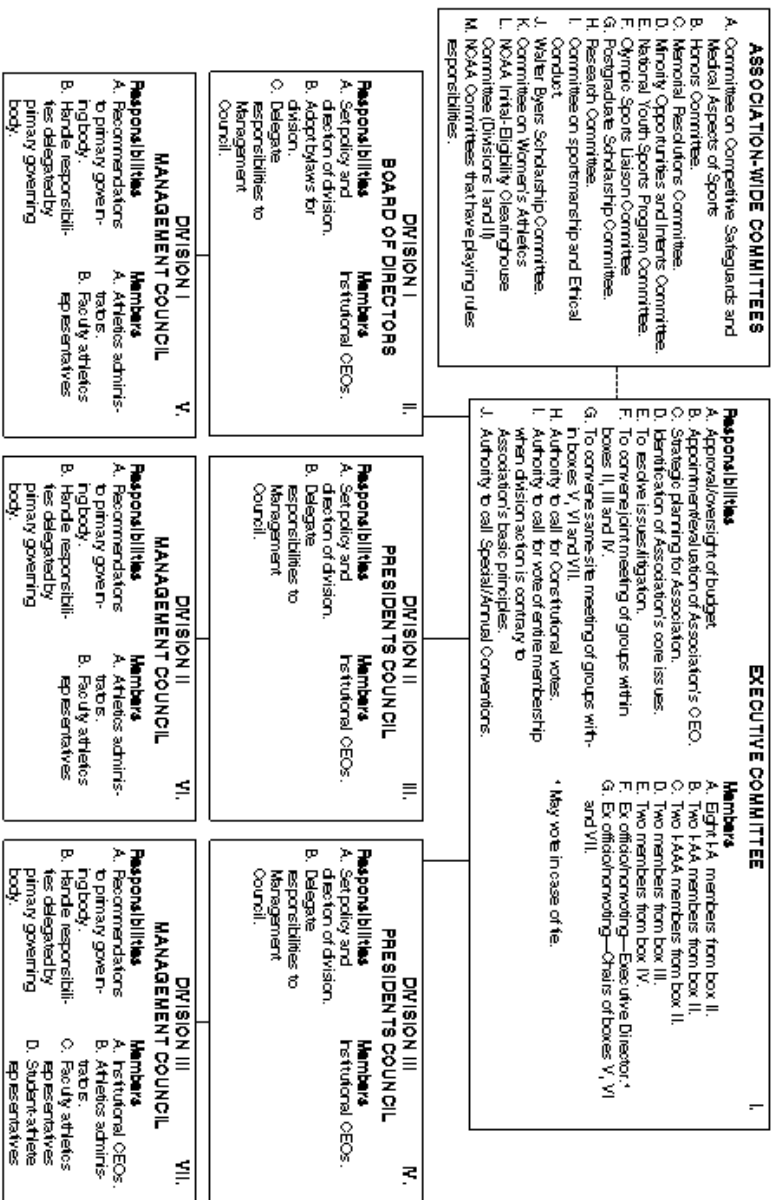 ASSOCIATION-WIDE COMMITTEES
A. Committee on Competitive Safeguards and
Medical Aspects of Sports
B. Honors Committee.
C. Memorial Resolutions Committee.
D. Minority Opportunities and Interests Committee.
E. National Youth Sports Program Committee.
F. Olympic Sports Liaison Committee
G. Postgraduate Scholarship Committee.
H. Research Committee.
I. Committee on sportsmanship and Ethical
Conduct
J. Walter Byers Scholarship Committee.
K. Committee on Women's Athletics
L. NCAA Initial-Eligibility Clearinghouse
Committee (Divisions I and II)
M. NCAA Committees that have playing rules
responsibilities.
EXECUTIVE COMMITTEE
I.
Responsibilities
A. Approval/oversight of budget.
B. Appointment/evaluation of Association's CEO.
C. Strategic planning for Association.
D. Identification of Association's core issues.
E. To resolve issues/litigation.
F. To convene joint meeting of groups within
boxes II, III and IV.
G. To convene same-site meeting of groups with-
in boxes V, VI and VII.
H. Authority to call for Constitutional votes.
I. Authority to call for vote of entire membership
when division action is contrary to
Association's basic principles.
J. Authority to call Special/Annual Conventions.
Members
A. Eight I-A members from box II.
B. Two I-AA members from box II.
C. Two I-AAA members from box II.
D. Two members from box III.
E. Two members from box IV.
F. Ex officio/nonvoting—Executive Director.*
G. Ex officio/nonvoting—Chairs of boxes V, VI
and VII.
* May vote in case of tie.
DIVISION I
BOARD OF DIRECTORS
II.
Responsibilities
A. Set policy and
direction of division.
B. Adopt bylaws for
division.
C. Delegate
responsibilities to
Management
Council.
Members
Institutional CEOs.
DIVISION II
PRESIDENTS COUNCIL
III.
Responsibilities
A. Set policy and
direction of division.
B. Delegate
responsibilities to
Management
Council.
Members
Institutional CEOs.
DIVISION III
PRESIDENTS COUNCIL
IV.
Responsibilities
A. Set policy and
direction of division.
B. Delegate
responsibilities to
Management
Council.
Members
Institutional CEOs.
DIVISION I
MANAGEMENT COUNCIL
V.
Responsibilities
A. Recommendations
to primary govern-
ing body.
B. Handle responsibili-
ties delegated by
primary governing
body.
Members
A. Athletics adminis-
trators.
B. Faculty athletics
representatives
DIVISION II
MANAGEMENT COUNCIL
VI.
Responsibilities
A. Recommendations
to primary govern-
ing body.
B. Handle responsibili-
ties delegated by
primary governing
body.
Members
A. Athletics adminis-
trators.
B. Faculty athletics
representatives
DIVISION III
MANAGEMENT COUNCIL
VII.
Responsibilities
A. Recommendations
to primary govern-
ing body.
B. Handle responsibili-
ties delegated by
primary governing
body.
Members
A. Institutional CEOs.
B. Athletics adminis-
trators.
C. Faculty athletics
representatives
D. Student-athlete
representatives